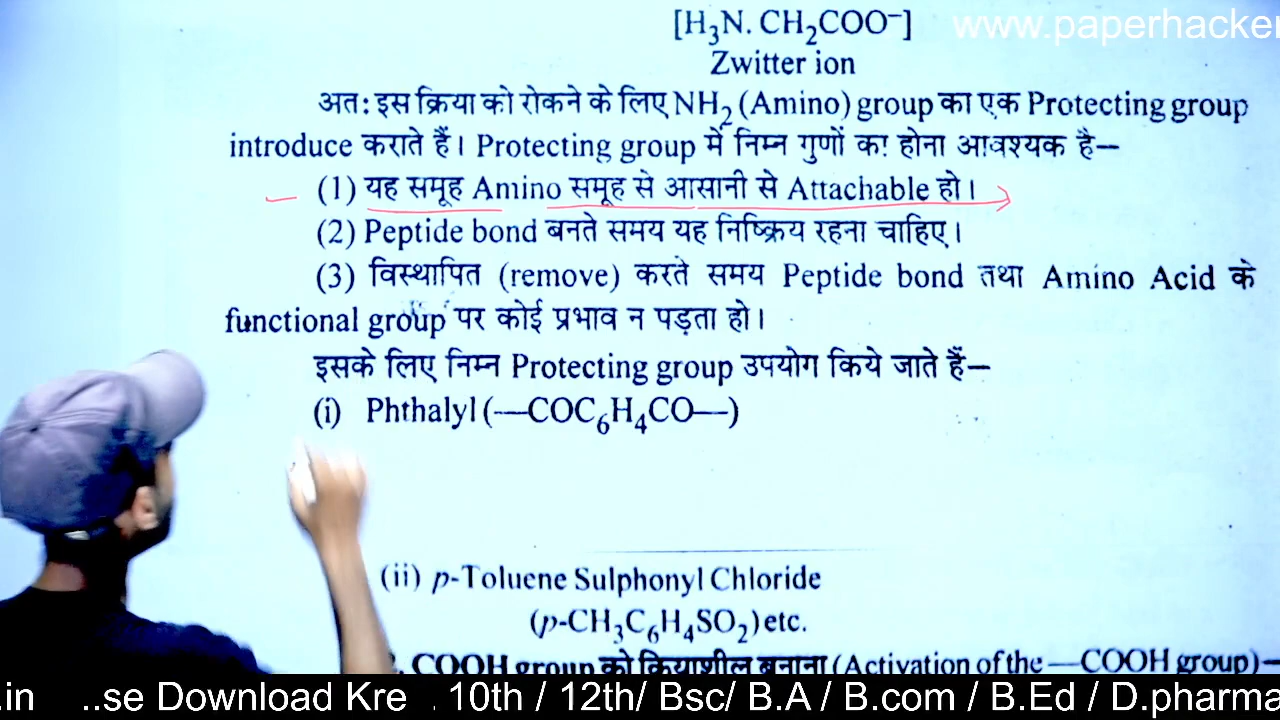 [H₃N. CH₂COO⁻]
www.paperhacker
Zwitter ion
अतः इस क्रिया को रोकने के लिए NH₂ (Amino) group का एक Protecting group
introduce कराते हैं। Protecting group में निम्न गुणों का होना आवश्यक है—
(1) यह समूह Amino समूह से आसानी से Attachable हो।
(2) Peptide bond बनते समय यह निष्क्रिय रहना चाहिए।
(3) विस्थापित (remove) करते समय Peptide bond तथा Amino Acid के
functional group पर कोई प्रभाव न पड़ता हो।
इसके लिए निम्न Protecting group उपयोग किये जाते हैं—
(i) Phthalyl (—COC₆H₄CO—)
(ii) p-Toluene Sulphonyl Chloride
(p-CH₃C₆H₄SO₂) etc.
COOH group को क्रियाशील बनाना (Activation of the —COOH group)—
.in ..se Download Kre . 10th / 12th/ Bsc/ B.A / B.com / B.Ed / D.pharma